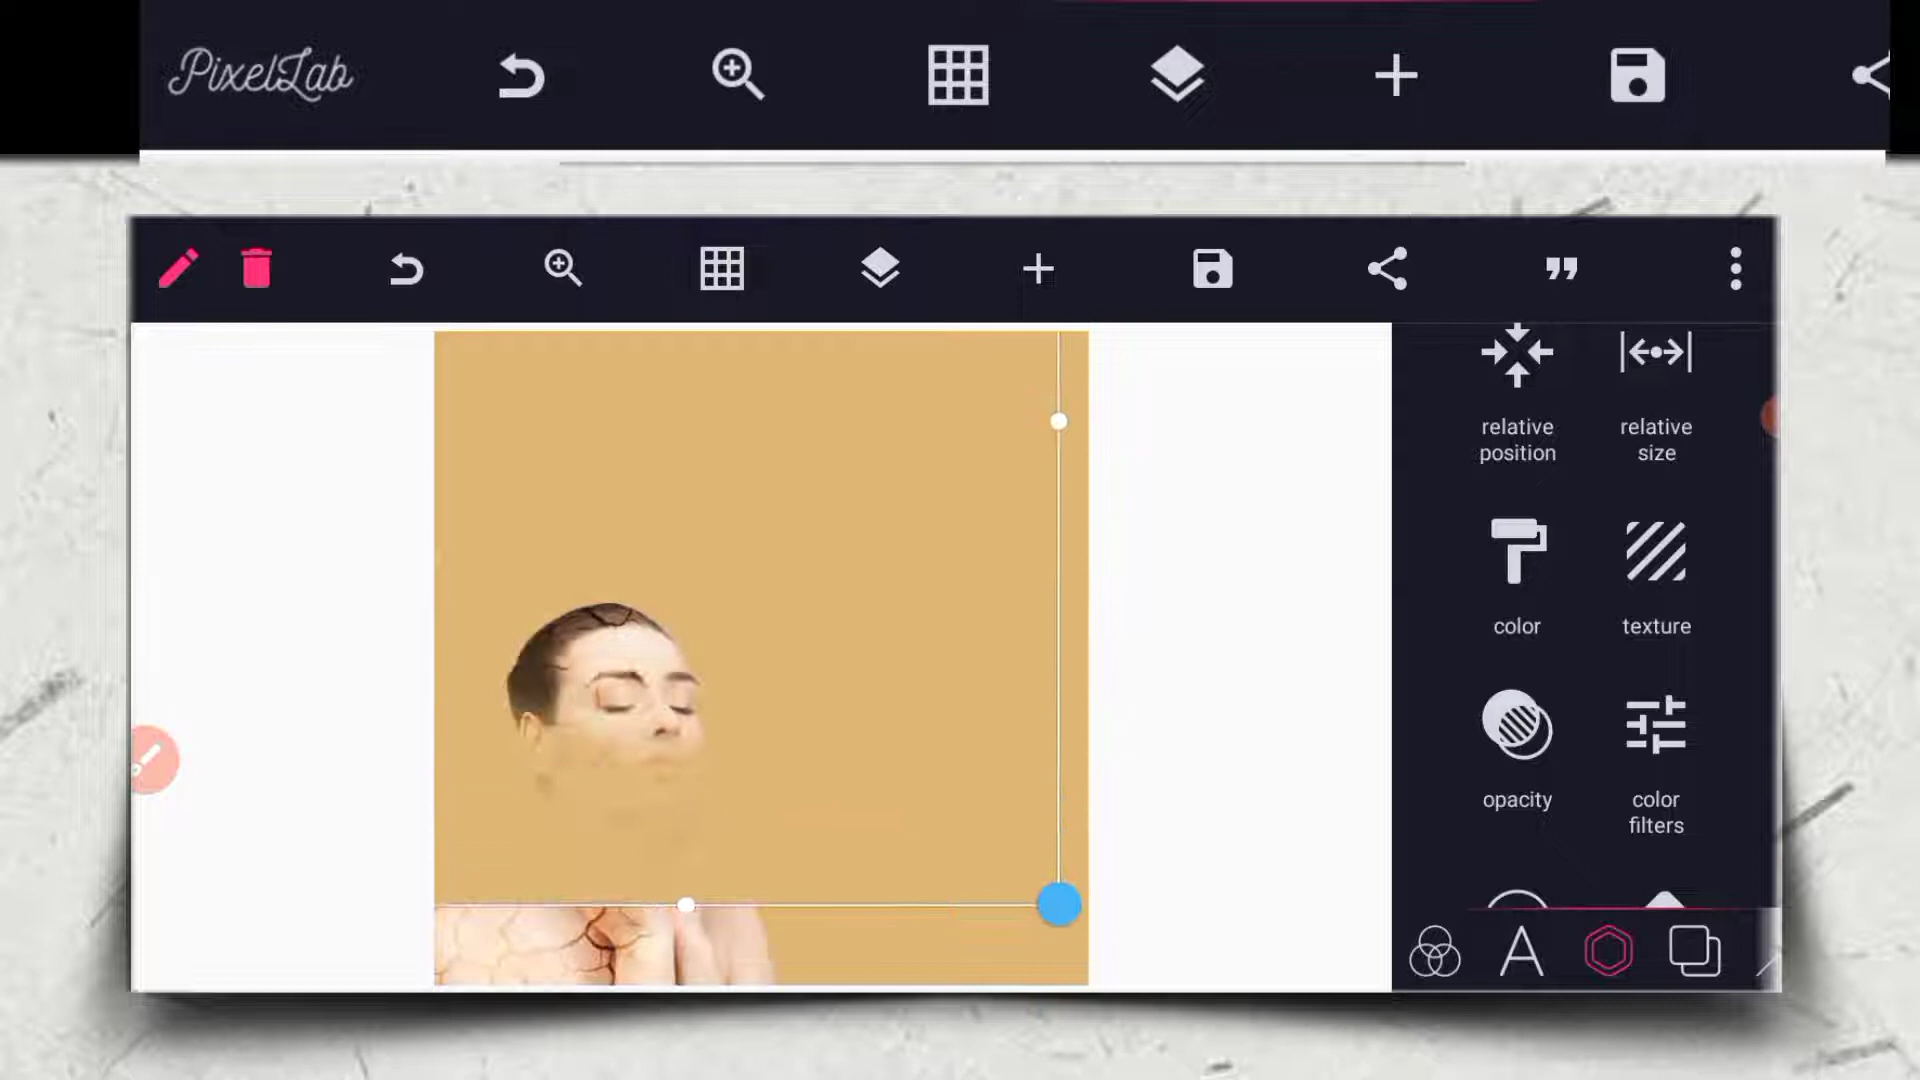 PixelLab
relative
position
relative
size
color
texture
opacity
color
filters